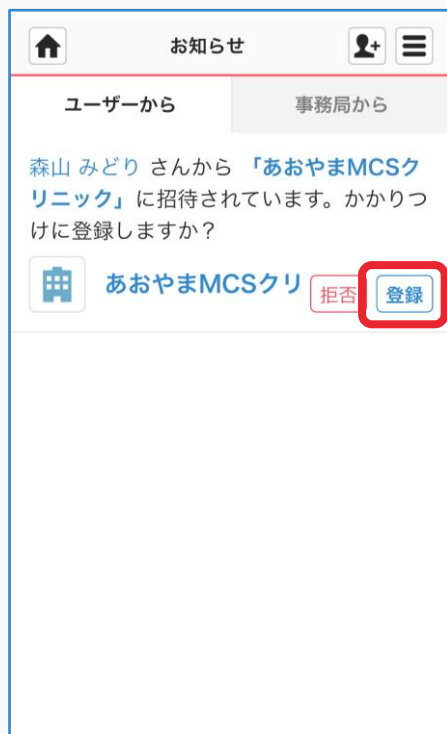 お知らせ
ユーザーから
事務局から
森山 みどり さんから 「あおやまMCSク
リニック」に招待されています。かかりつ
けに登録しますか？
あおやまMCSクリ
拒否
登録